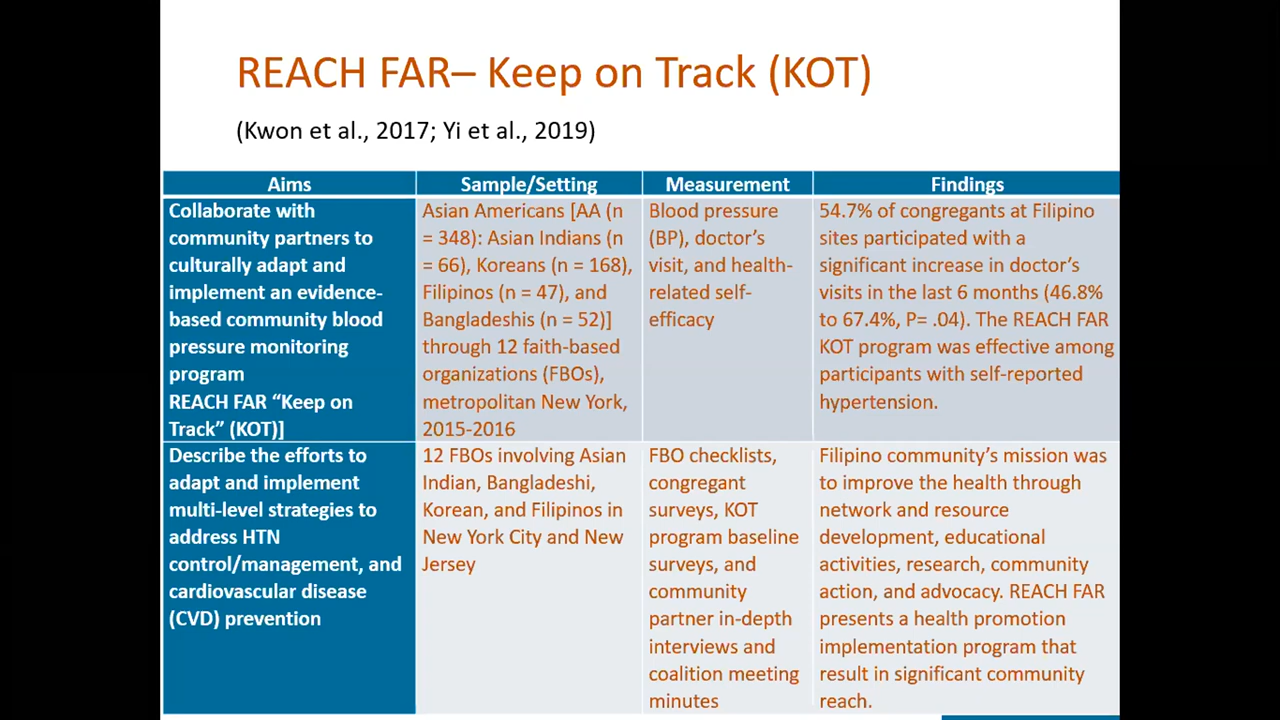 REACH FAR– Keep on Track (KOT)
(Kwon et al., 2017; Yi et al., 2019)
Aims
Sample/Setting
Measurement
Findings
Collaborate with
community partners to
culturally adapt and
implement an evidence-
based community blood
pressure monitoring
program
REACH FAR “Keep on
Track” (KOT)]
Asian Americans [AA (n
= 348): Asian Indians (n
= 66), Koreans (n = 168),
Filipinos (n = 47), and
Bangladeshis (n = 52)]
through 12 faith-based
organizations (FBOs),
metropolitan New York,
2015-2016
Blood pressure
(BP), doctor’s
visit, and health-
related self-
efficacy
54.7% of congregants at Filipino
sites participated with a
significant increase in doctor’s
visits in the last 6 months (46.8%
to 67.4%, P= .04). The REACH FAR
KOT program was effective among
participants with self-reported
hypertension.
Describe the efforts to
adapt and implement
multi-level strategies to
address HTN
control/management, and
cardiovascular disease
(CVD) prevention
12 FBOs involving Asian
Indian, Bangladeshi,
Korean, and Filipinos in
New York City and New
Jersey
FBO checklists,
congregant
surveys, KOT
program baseline
surveys, and
community
partner in-depth
interviews and
coalition meeting
minutes
Filipino community’s mission was
to improve the health through
network and resource
development, educational
activities, research, community
action, and advocacy. REACH FAR
presents a health promotion
implementation program that
result in significant community
reach.